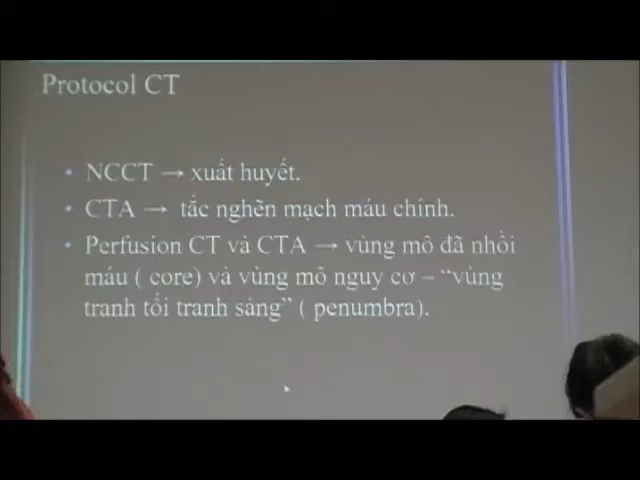 Protocol CT
• NCCT → xuất huyết.
• CTA → tắc nghẽn mạch máu chính.
• Perfusion CT và CTA → vùng mô đã nhồi
máu ( core) và vùng mô nguy cơ – “vùng
tranh tối tranh sáng” ( penumbra).